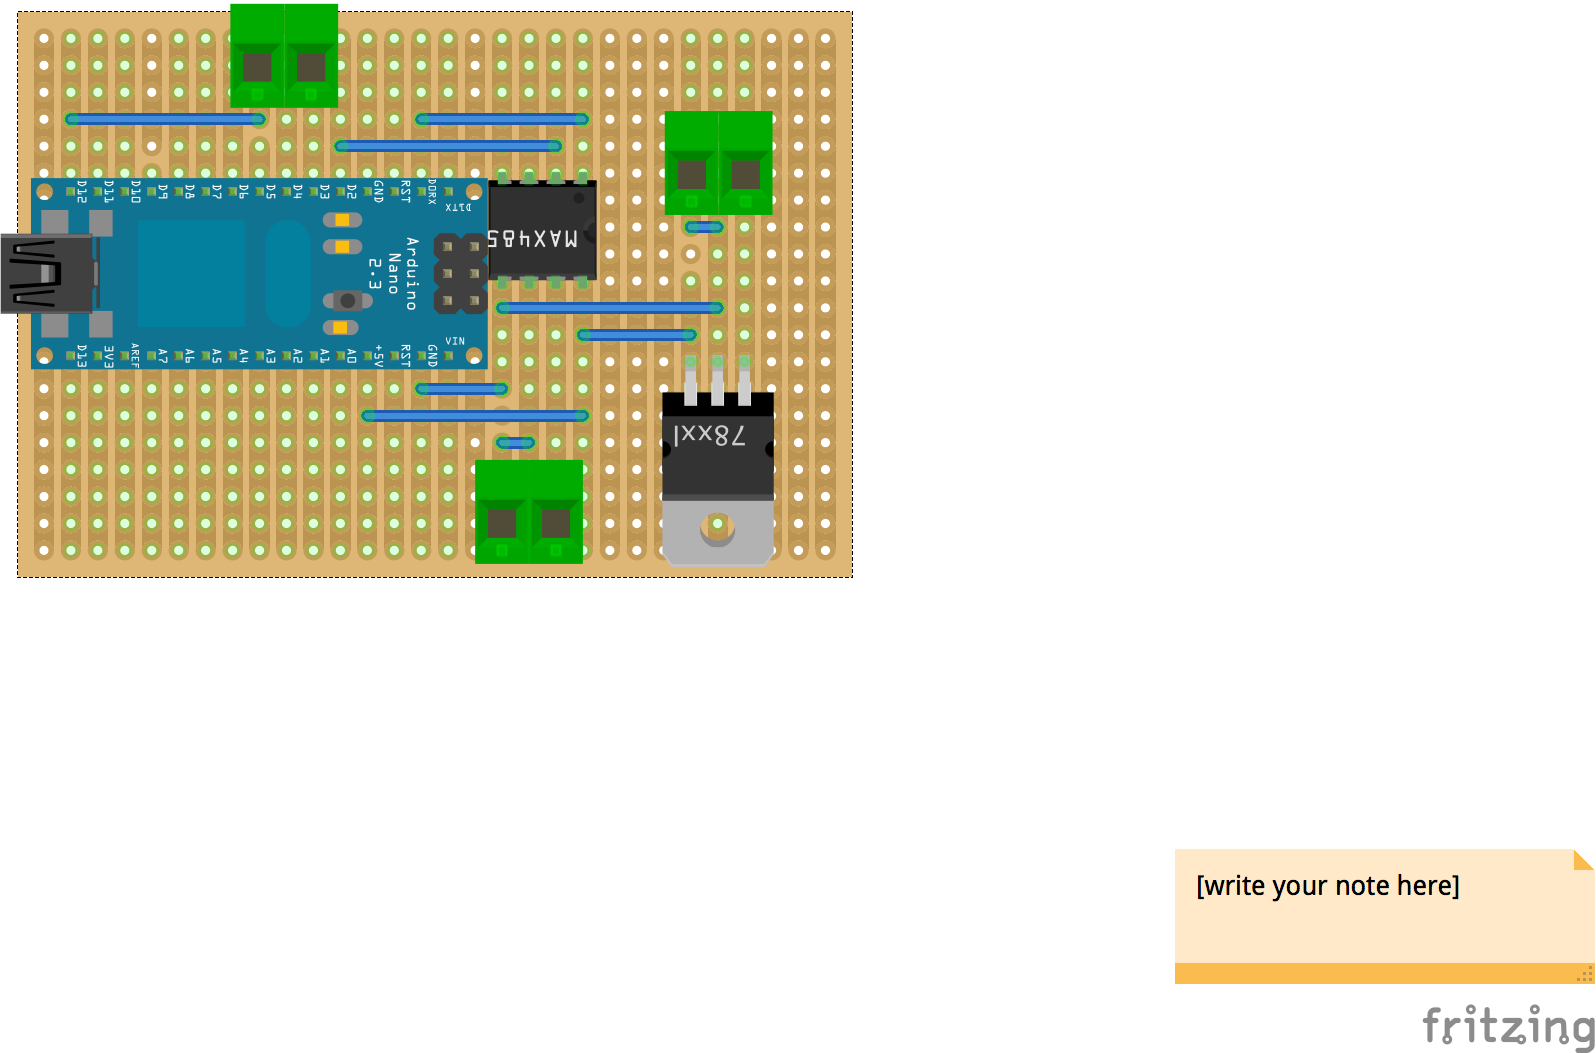 D12
D11
D10
D9
D8
D7
D6
D5
D4
D3
D2
GND
RST
D0RX
D1TX
MAX485
Arduino
Nano
2.3
VIN
D13
3V3
AREF
A7
A6
A5
A4
A3
A2
A1
A0
+5V
RST
GND
78xxl
[write your note here]
fritzing